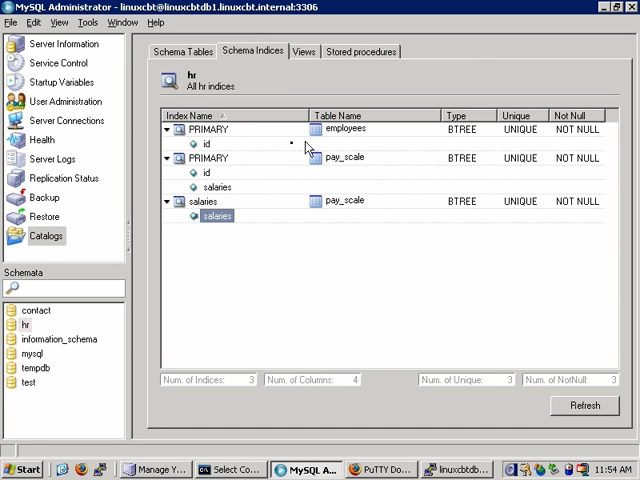 MySQL Administrator - linuxcbt@linuxcbtdb1.linuxcbt.internal:3306
File Edit View Tools Window Help
Server Information
Service Control
Startup Variables
User Administration
Server Connections
Health
Server Logs
Replication Status
Backup
Restore
Catalogs
Schemata
contact
hr
information_schema
mysql
tempdb
test
Schema Tables Schema Indices Views Stored procedures
hr
All hr indices
Index Name Table Name Type Unique Not Null
PRIMARY employees BTREE UNIQUE NOT NULL
id
PRIMARY pay_scale BTREE UNIQUE NOT NULL
id
salaries
salaries pay_scale BTREE UNIQUE NOT NULL
salaries
Num. of Indices: 3 Num. of Columns: 4 Num. of Unique: 3 Num. of NotNull: 3
Refresh
Start Manage Y... Select Co... MySQL A... PuTTY Do... linuxcbtdb... 11:54 AM